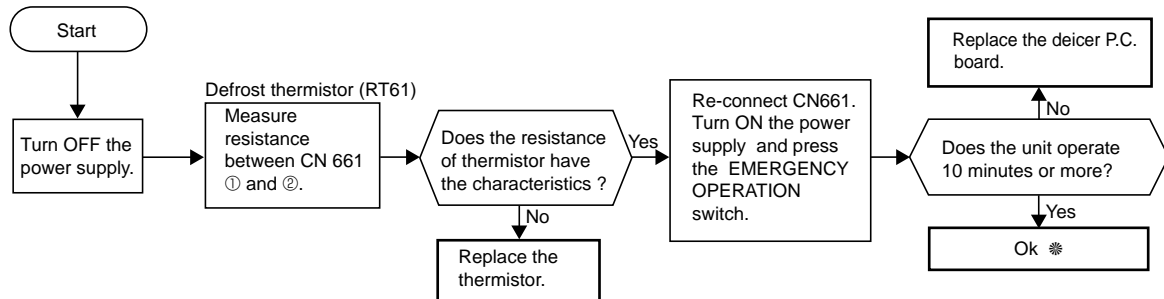 Start
Turn OFF the
power supply.
Defrost thermistor (RT61)
Measure
resistance
between CN 661
① and ②.
Does the resistance
of thermistor have
the characteristics ?
Yes
No
Replace the
thermistor.
Re-connect CN661.
Turn ON the power
supply and press
the EMERGENCY
OPERATION
switch.
Does the unit operate
10 minutes or more?
No
Replace the deicer P.C.
board.
Yes
Ok ❋